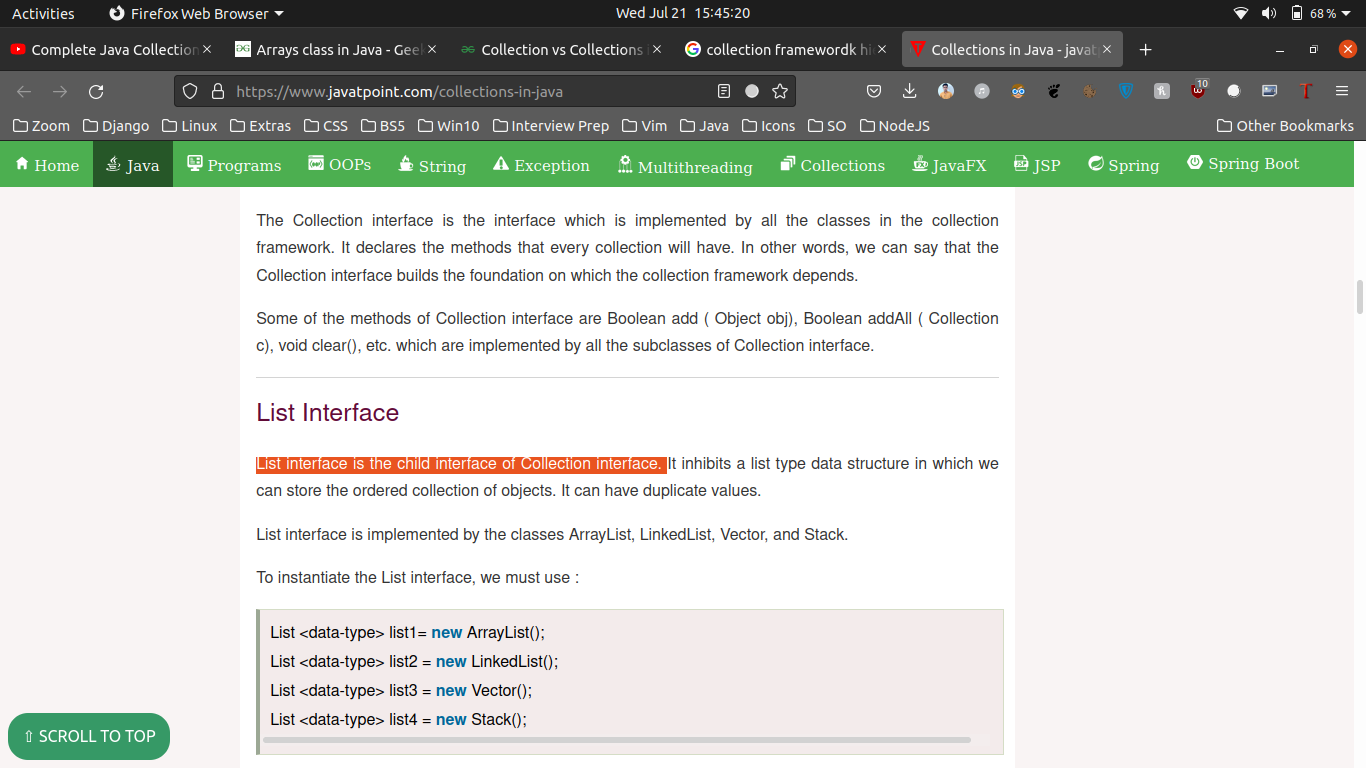 Activities Firefox Web Browser Wed Jul 21 15:45:20 68 %
Complete Java Collection Arrays class in Java - Geek Collection vs Collections collection framewordk hi Collections in Java - javat
https://www.javatpoint.com/collections-in-java 10
Zoom Django Linux Extras CSS BS5 Win10 Interview Prep Vim Java Icons SO NodeJS Other Bookmarks
Home Java Programs OOPs String Exception Multithreading Collections JavaFX JSP Spring Spring Boot
The Collection interface is the interface which is implemented by all the classes in the collection
framework. It declares the methods that every collection will have. In other words, we can say that the
Collection interface builds the foundation on which the collection framework depends.
Some of the methods of Collection interface are Boolean add ( Object obj), Boolean addAll ( Collection
c), void clear(), etc. which are implemented by all the subclasses of Collection interface.
List Interface
List interface is the child interface of Collection interface. It inhibits a list type data structure in which we
can store the ordered collection of objects. It can have duplicate values.
List interface is implemented by the classes ArrayList, LinkedList, Vector, and Stack.
To instantiate the List interface, we must use :
List <data-type> list1= new ArrayList();
List <data-type> list2 = new LinkedList();
List <data-type> list3 = new Vector();
List <data-type> list4 = new Stack();
⇧ SCROLL TO TOP